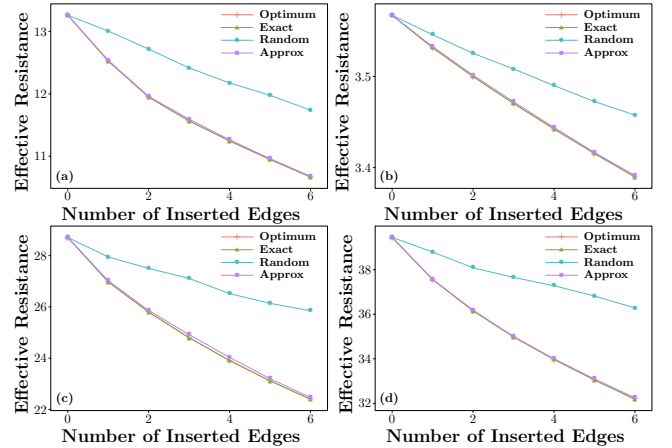 Effective Resistance
13
12
11
(a)
Optimum
Exact
Random
Approx
0 2 4 6
Number of Inserted Edges
Effective Resistance
3.5
3.4
(b)
Optimum
Exact
Random
Approx
0 2 4 6
Number of Inserted Edges
Effective Resistance
28
26
24
22
(c)
Optimum
Exact
Random
Approx
0 2 4 6
Number of Inserted Edges
Effective Resistance
38
36
34
32
(d)
Optimum
Exact
Random
Approx
0 2 4 6
Number of Inserted Edges